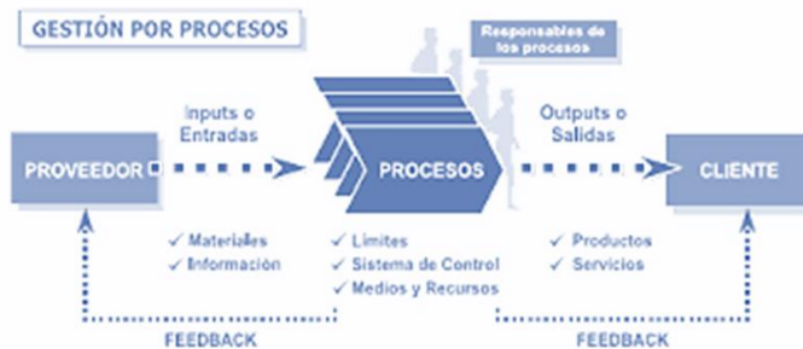 GESTIÓN POR PROCESOS
Responsables de
los procesos
Inputs o
Entradas
Outputs o
Salidas
PROVEEDOR
PROCESOS
CLIENTE
✓ Materiales
✓ Información
✓ Límites
✓ Sistema de Control
✓ Medios y Recursos
✓ Productos
✓ Servicios
FEEDBACK
FEEDBACK